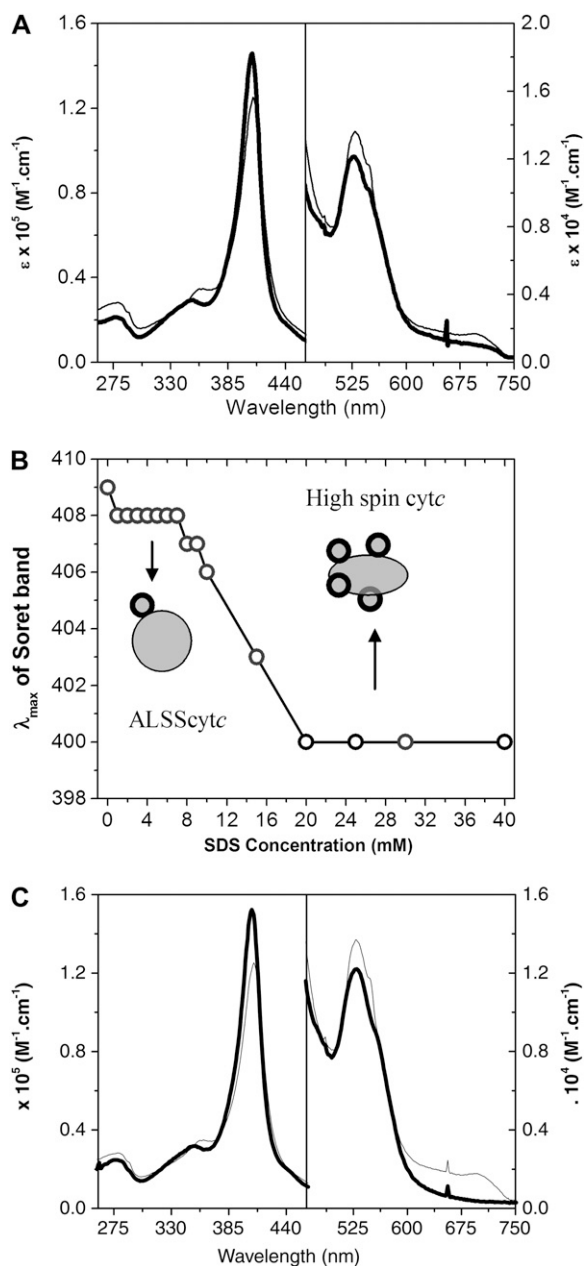 A
1.6
1.2
0.8
0.4
0.0
ε x 10⁵ (M⁻¹.cm⁻¹)
2.0
1.6
1.2
0.8
0.4
0.0
ε x 10⁴ (M⁻¹.cm⁻¹)
275 330 385 440 525 600 675 750
Wavelength (nm)
B
410
408
406
404
402
400
398
λmax of Soret band
High spin cytc
ALSScytc
0 4 8 12 16 20 24 28 32 36 40
SDS Concentration (mM)
C
1.6
1.2
0.8
0.4
0.0
x 10⁵ (M⁻¹.cm⁻¹)
1.6
1.2
0.8
0.4
0.0
. 10⁴ (M⁻¹.cm⁻¹)
275 330 385 440 525 600 675 750
Wavelength (nm)